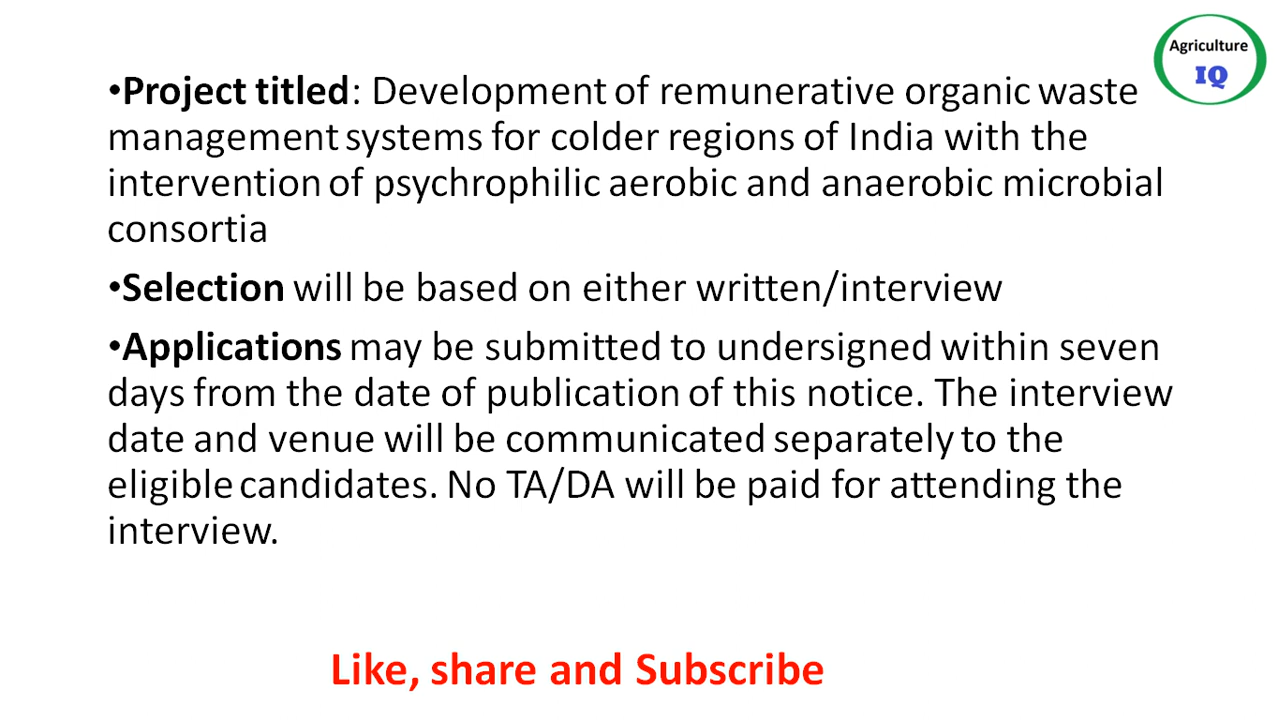 Agriculture
IQ
•Project titled: Development of remunerative organic waste
management systems for colder regions of India with the
intervention of psychrophilic aerobic and anaerobic microbial
consortia
•Selection will be based on either written/interview
•Applications may be submitted to undersigned within seven
days from the date of publication of this notice. The interview
date and venue will be communicated separately to the
eligible candidates. No TA/DA will be paid for attending the
interview.
Like, share and Subscribe